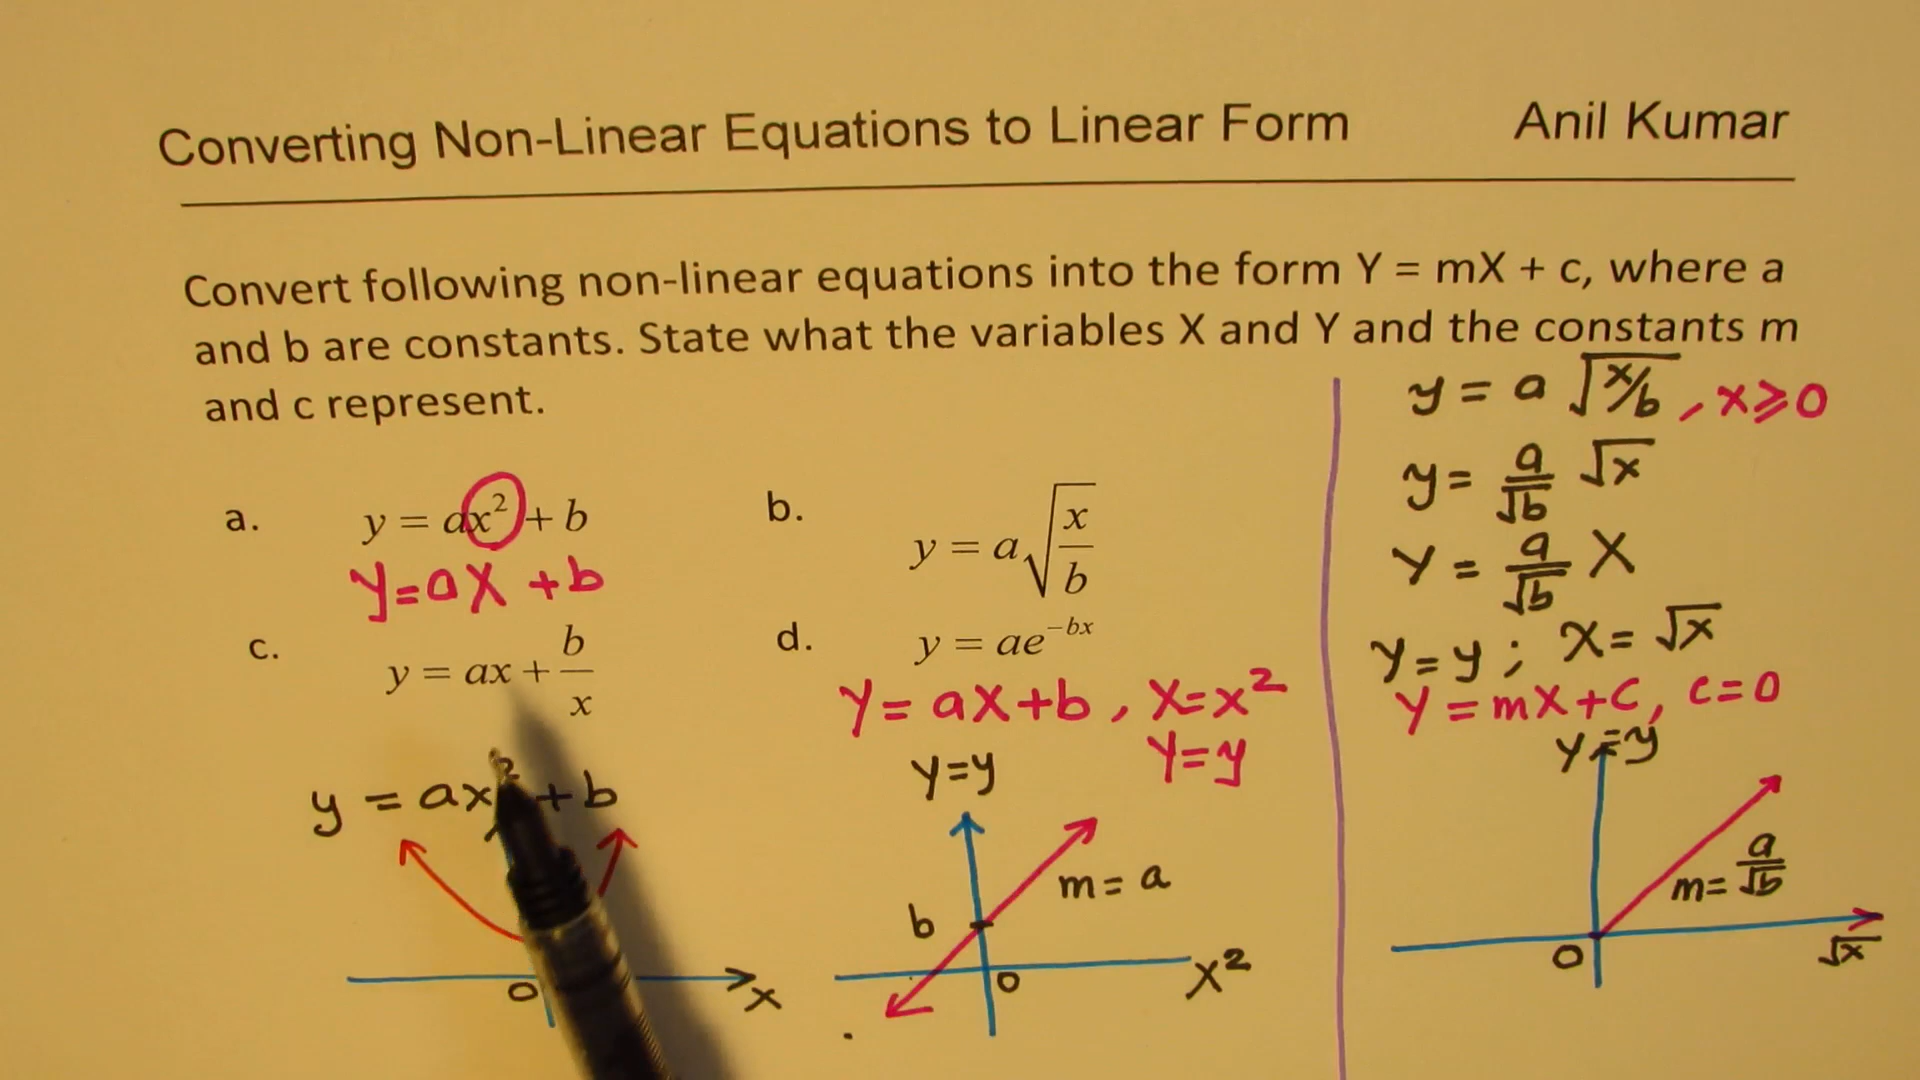 Converting Non-Linear Equations to Linear Form Anil Kumar
Convert following non-linear equations into the form Y = mX + c, where a
and b are constants. State what the variables X and Y and the constants m
and c represent.
a. y = ax² + b
Y = aX + b
b. y = a√(x/b)
c. y = ax + b/x
d. y = ae^(-bx)
Y = aX + b, X = x²
Y = y
y = ax² + b
0
x
Y = y
m = a
b
0
X²
y = a√(x/b), x ⩾ 0
y = a/√b √x
Y = a/√b X
Y = y ; X = √x
Y = mX + C, c = 0
Y = y
m = a/√b
0
√x